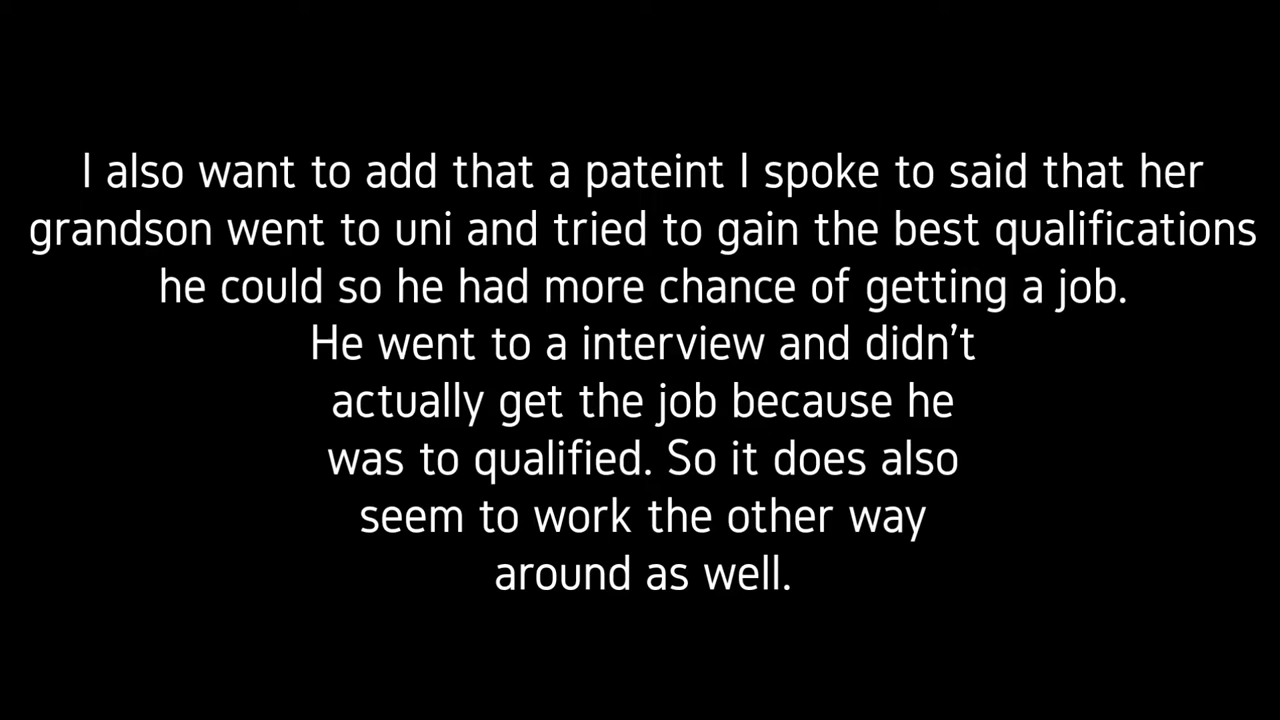 I also want to add that a pateint I spoke to said that her
grandson went to uni and tried to gain the best qualifications
he could so he had more chance of getting a job.
He went to a interview and didn’t
actually get the job because he
was to qualified. So it does also
seem to work the other way
around as well.